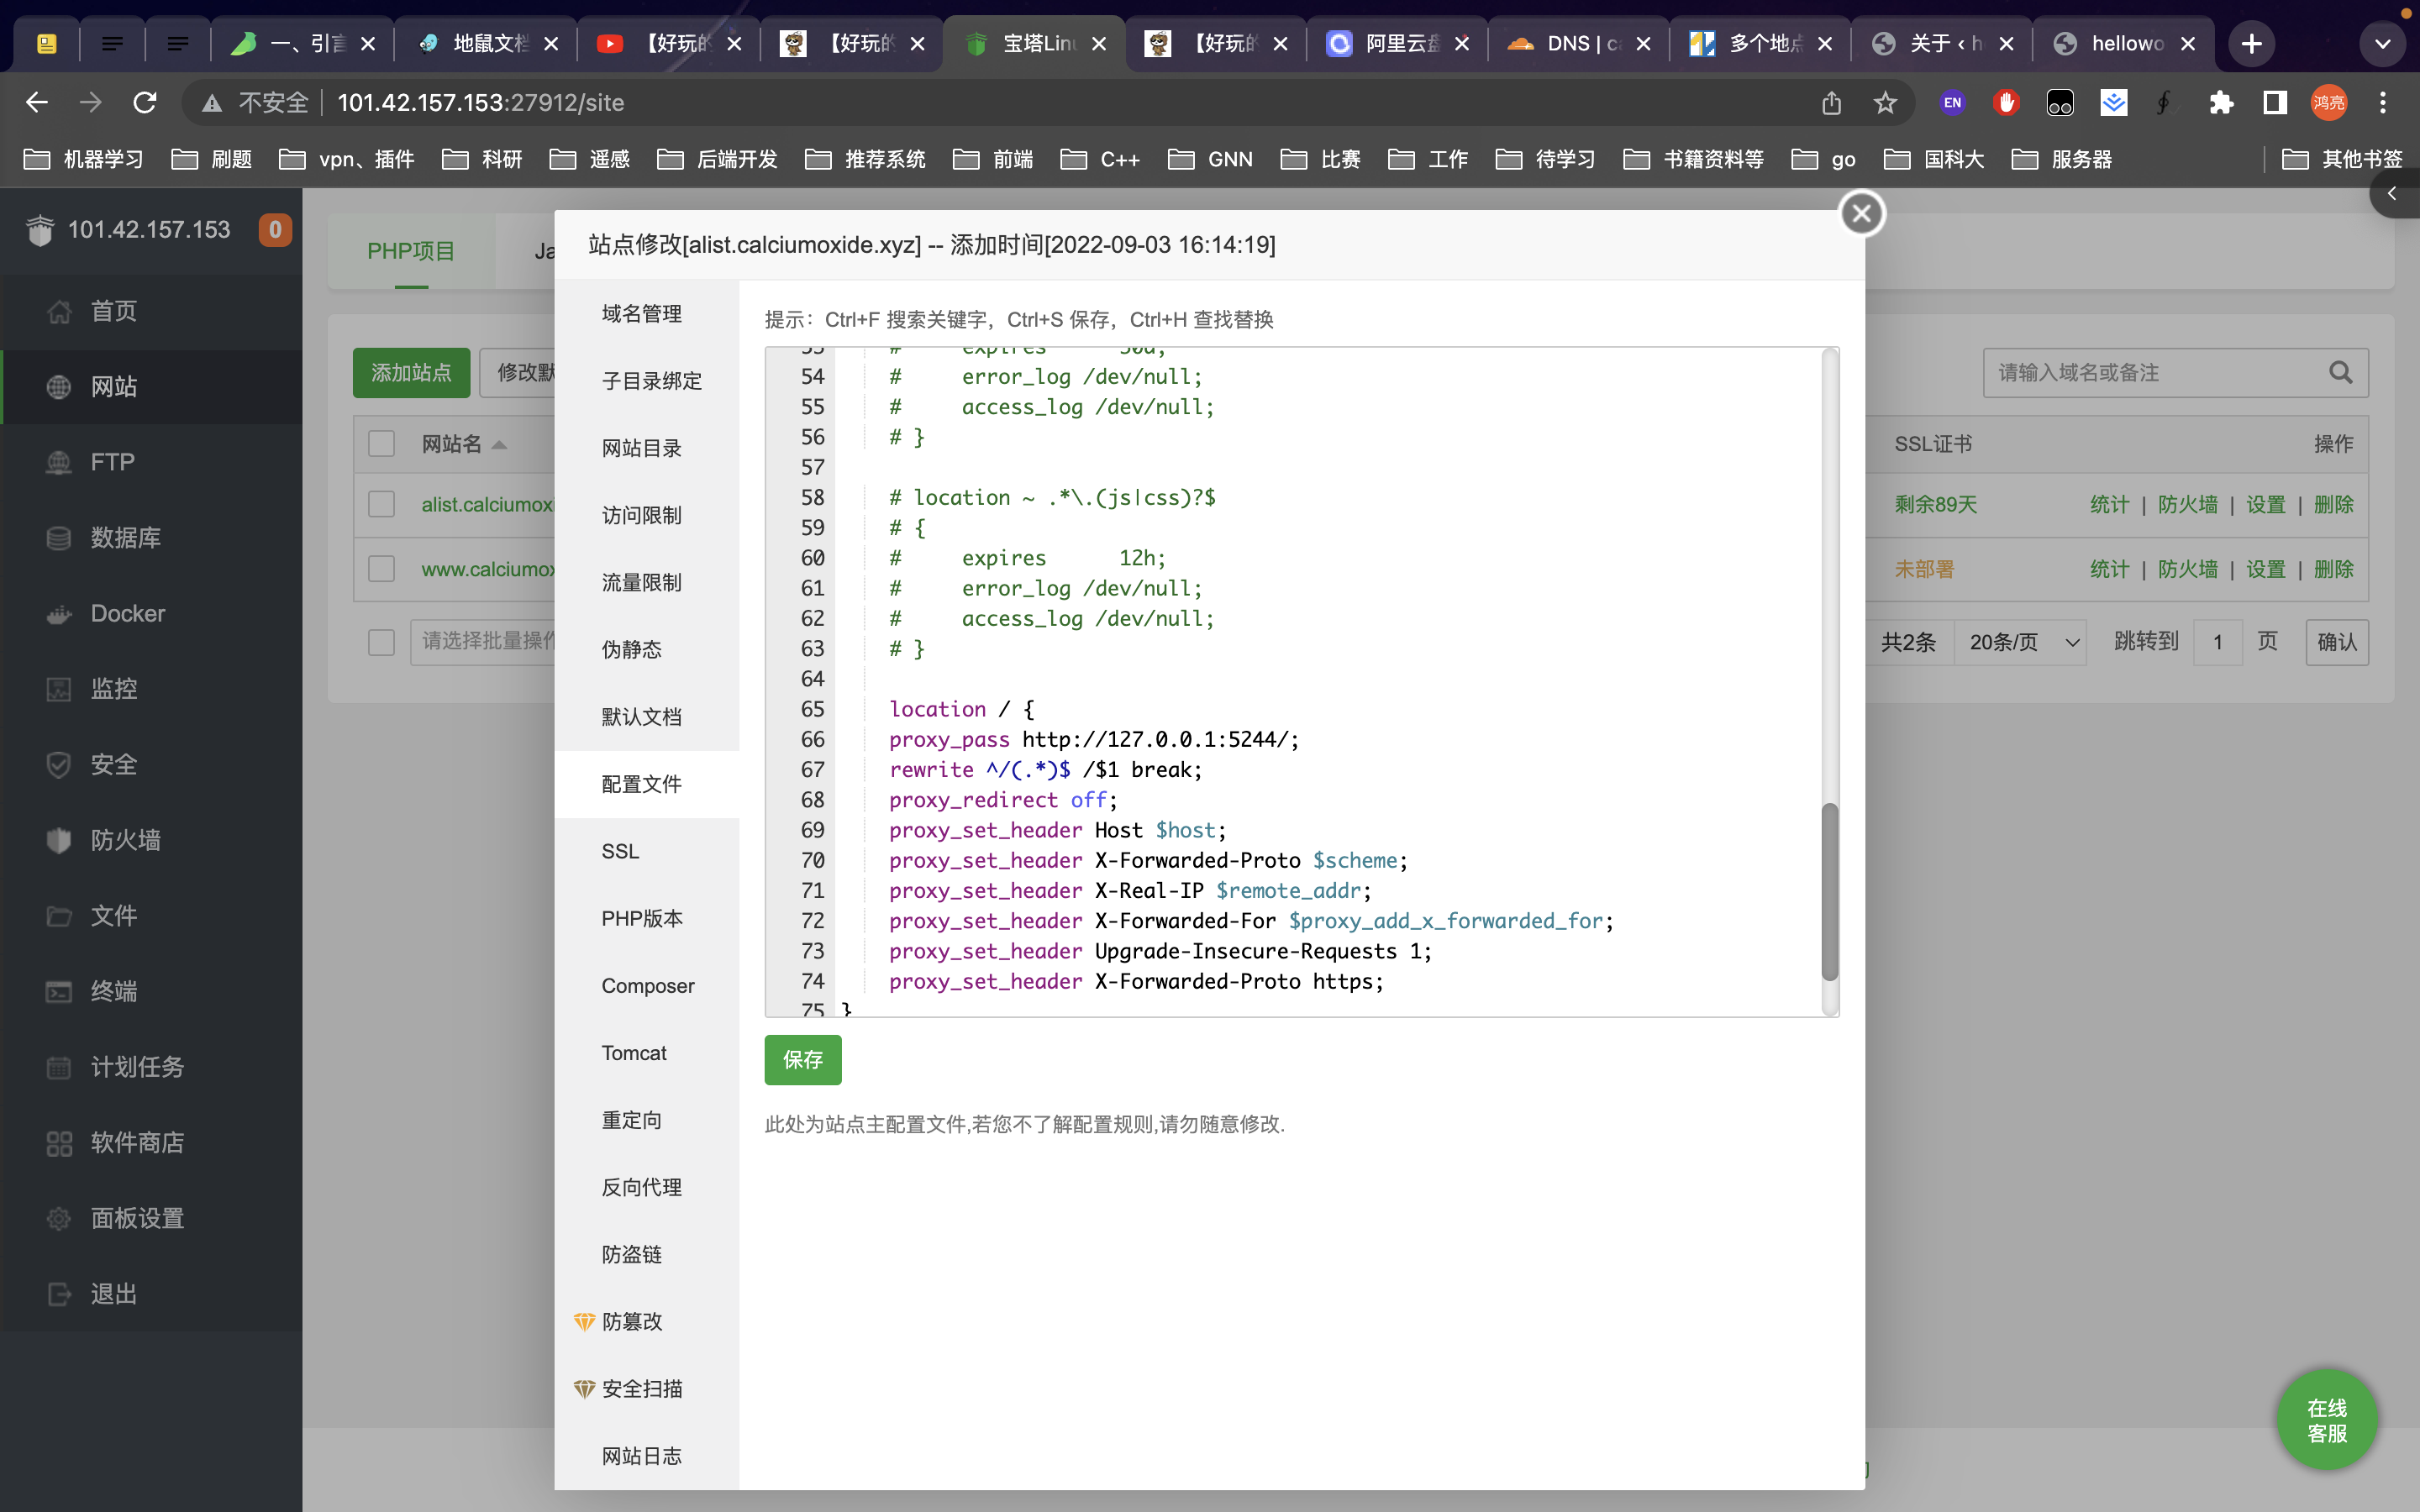 一、引言
地鼠文档
【好玩的
【好玩的
宝塔Linu
【好玩的
阿里云盘
DNS | ca
多个地点
关于 ‹ h
hellowo
不安全
101.42.157.153:27912/site
EN
鸿亮
机器学习
刷题
vpn、插件
科研
遥感
后端开发
推荐系统
前端
C++
GNN
比赛
工作
待学习
书籍资料等
go
国科大
服务器
其他书签
101.42.157.153
0
首页
网站
FTP
数据库
Docker
监控
安全
防火墙
文件
终端
计划任务
软件商店
面板设置
退出
PHP项目
Ja
添加站点
修改默
网站名
alist.calciumoxi
www.calciumox
请选择批量操作
站点修改[alist.calciumoxide.xyz] -- 添加时间[2022-09-03 16:14:19]
域名管理
子目录绑定
网站目录
访问限制
流量限制
伪静态
默认文档
配置文件
SSL
PHP版本
Composer
Tomcat
重定向
反向代理
防盗链
防篡改
安全扫描
网站日志
提示：Ctrl+F 搜索关键字，Ctrl+S 保存，Ctrl+H 查找替换
53 #     expires      30d;
54 #     error_log /dev/null;
55 #     access_log /dev/null;
56 # }
57
58 # location ~ .*\.(js|css)?$
59 # {
60 #     expires      12h;
61 #     error_log /dev/null;
62 #     access_log /dev/null;
63 # }
64
65 location / {
66 proxy_pass http://127.0.0.1:5244/;
67 rewrite ^/(.*)$ /$1 break;
68 proxy_redirect off;
69 proxy_set_header Host $host;
70 proxy_set_header X-Forwarded-Proto $scheme;
71 proxy_set_header X-Real-IP $remote_addr;
72 proxy_set_header X-Forwarded-For $proxy_add_x_forwarded_for;
73 proxy_set_header Upgrade-Insecure-Requests 1;
74 proxy_set_header X-Forwarded-Proto https;
75 }
保存
此处为站点主配置文件,若您不了解配置规则,请勿随意修改.
请输入域名或备注
SSL证书
操作
剩余89天
统计 | 防火墙 | 设置 | 删除
未部署
统计 | 防火墙 | 设置 | 删除
共2条
20条/页
跳转到
1
页
确认
在线
客服